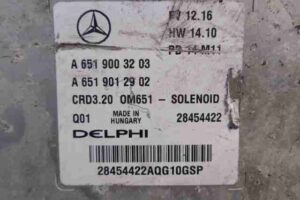 F7 12.16
HW 14.10
PB 14 M11
A 651 900 32 03
A 651 901 29 02
CRD3.20 OM651 - SOLENOID
Q01 MADE IN HUNGARY 28454422
DELPHI
28454422AQG10GSP